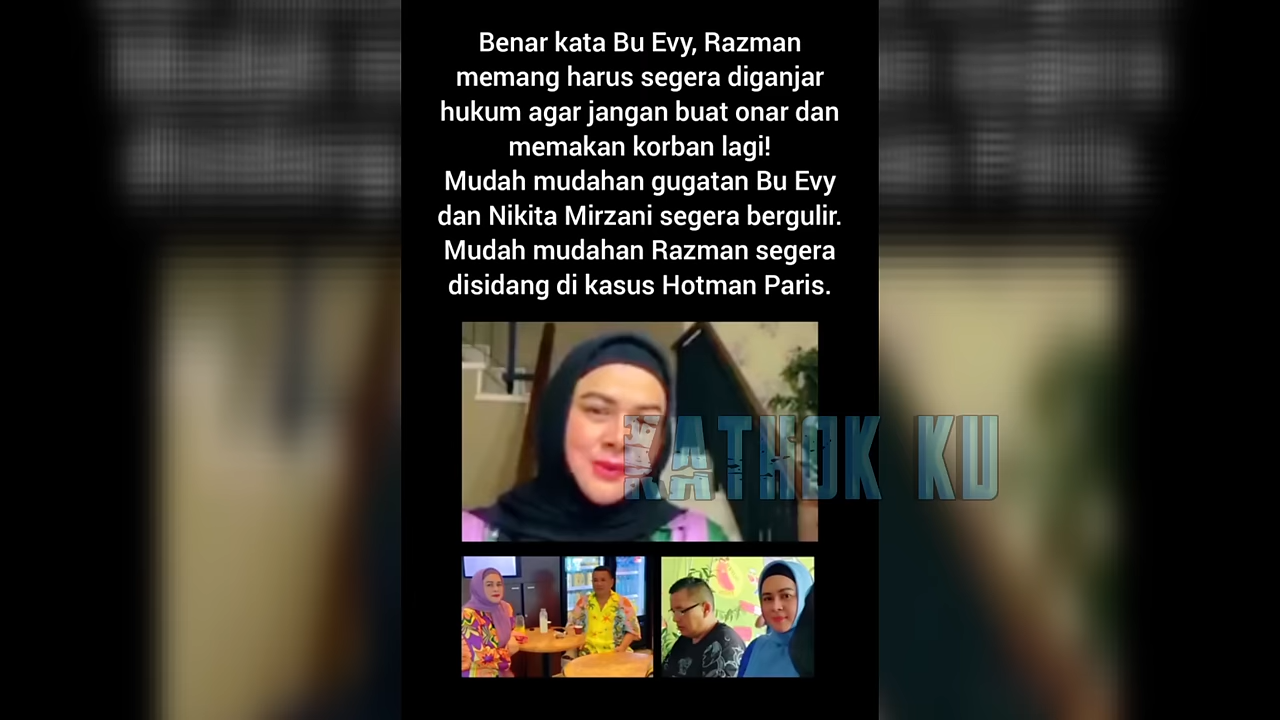 Benar kata Bu Evy, Razman
memang harus segera diganjar
hukum agar jangan buat onar dan
memakan korban lagi!
Mudah mudahan gugatan Bu Evy
dan Nikita Mirzani segera bergulir.
Mudah mudahan Razman segera
disidang di kasus Hotman Paris.
KATHOK KU